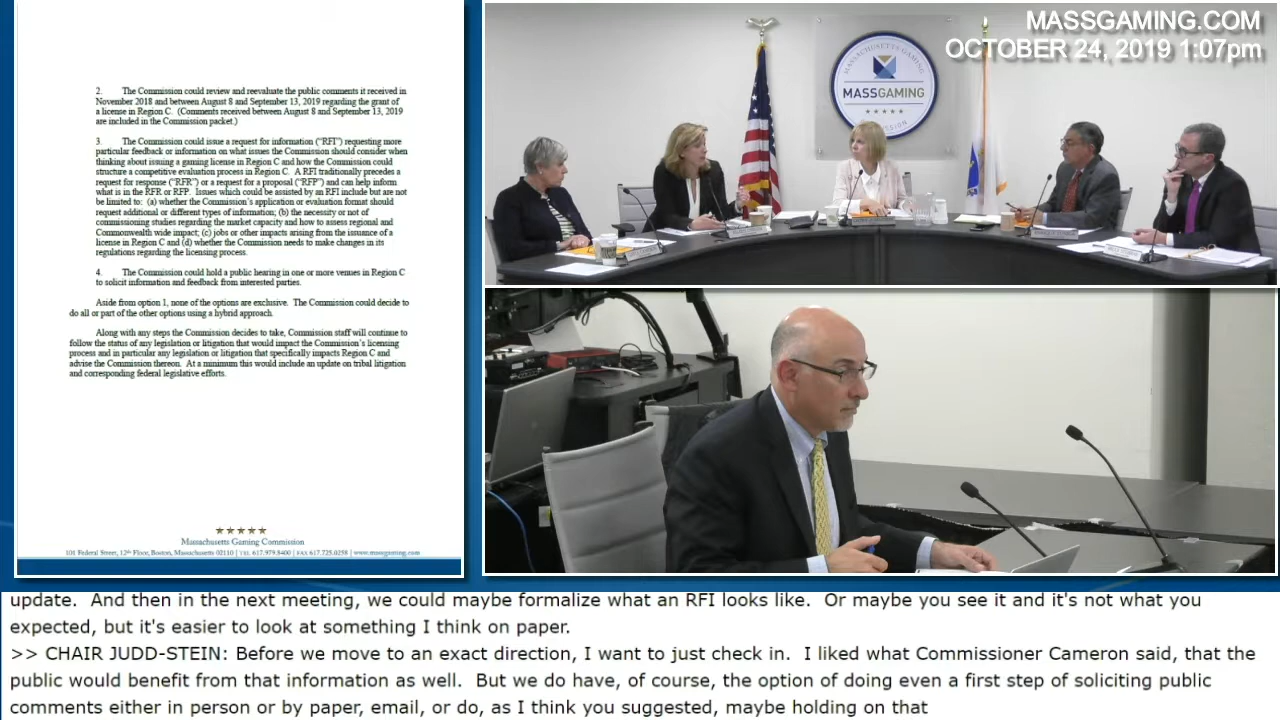 2. The Commission could review and reevaluate the public comments it received in
November 2018 and between August 8 and September 13, 2019 regarding the grant of
a license in Region C. (Comments received between August 8 and September 13, 2019
are included in the Commission packet.)
3. The Commission could issue a request for information ("RFI") requesting more
particular feedback or information on what issues the Commission should consider when
thinking about issuing a gaming license in Region C and how the Commission could
structure a competitive evaluation process in Region C. A RFI traditionally precedes a
request for response ("RFR") or a request for a proposal ("RFP") and can help inform
what is in the RFR or RFP. Issues which could be assisted by an RFI include but are not
be limited to: (a) whether the Commission's application or evaluation format should
request additional or different types of information; (b) the necessity or not of
commissioning studies regarding the market capacity and how to assess regional and
Commonwealth wide impact; (c) jobs or other impacts arising from the issuance of a
license in Region C and (d) whether the Commission needs to make changes in its
regulations regarding the licensing process.
4. The Commission could hold a public hearing in one or more venues in Region C
to solicit information and feedback from interested parties.
Aside from option 1, none of the options are exclusive. The Commission could decide to
do all or part of the other options using a hybrid approach.
Along with any steps the Commission decides to take, Commission staff will continue to
follow the status of any legislation or litigation that would impact the Commission's licensing
process and in particular any legislation or litigation that specifically impacts Region C and
advise the Commission thereon. At a minimum this would include an update on tribal litigation
and corresponding federal legislative efforts.
★★★★★
Massachusetts Gaming Commission
101 Federal Street, 12th Floor, Boston, Massachusetts 02110 | TEL 617.979.8400 | FAX 617.725.0258 | www.massgaming.com
MASSGAMING.COM
OCTOBER 24, 2019 1:07pm
MASSACHUSETTS GAMING
MASSGAMING
update. And then in the next meeting, we could maybe formalize what an RFI looks like. Or maybe you see it and it's not what you
expected, but it's easier to look at something I think on paper.
>> CHAIR JUDD-STEIN: Before we move to an exact direction, I want to just check in. I liked what Commissioner Cameron said, that the
public would benefit from that information as well. But we do have, of course, the option of doing even a first step of soliciting public
comments either in person or by paper, email, or do, as I think you suggested, maybe holding on that